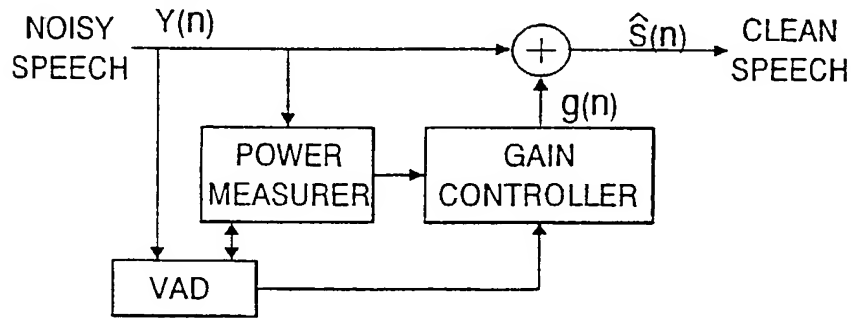 NOISY
SPEECH
Y(n)
+
Ŝ(n)
CLEAN
SPEECH
g(n)
POWER
MEASURER
GAIN
CONTROLLER
VAD